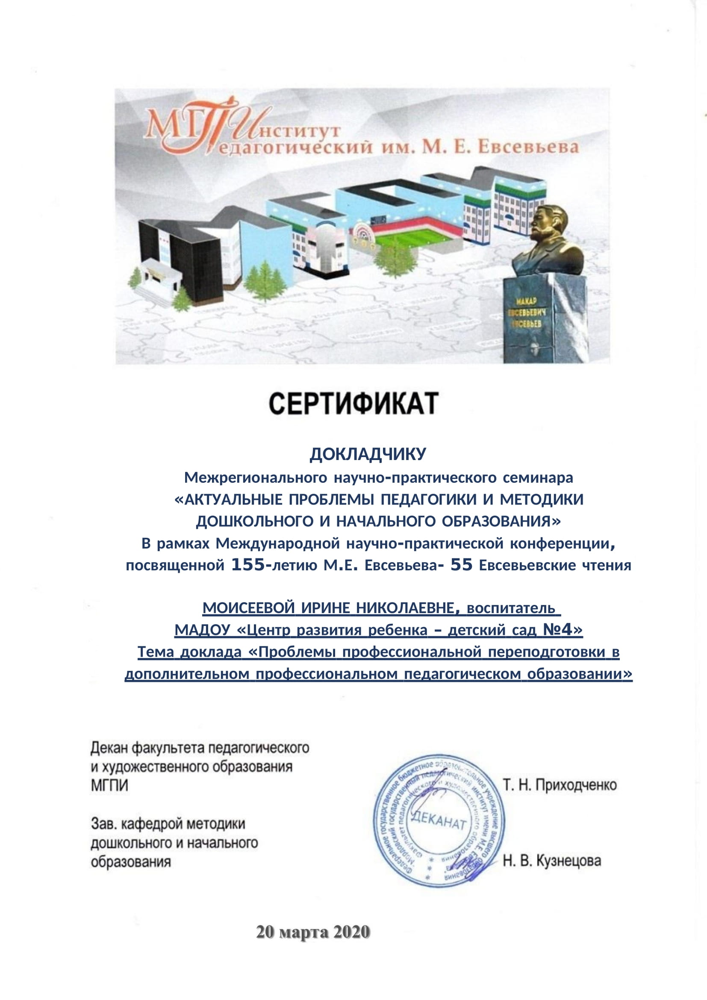 МГПИнститут
едагогический им. М. Е. Евсевьева
МАКАР
ЕВСЕВЬЕВИЧ
ЕВСЕВЬЕВ
СЕРТИФИКАТ
ДОКЛАДЧИКУ
Межрегионального научно-практического семинара
«АКТУАЛЬНЫЕ ПРОБЛЕМЫ ПЕДАГОГИКИ И МЕТОДИКИ
ДОШКОЛЬНОГО И НАЧАЛЬНОГО ОБРАЗОВАНИЯ»
В рамках Международной научно-практической конференции,
посвященной 155-летию М.Е. Евсевьева- 55 Евсевьевские чтения
МОИСЕЕВОЙ ИРИНЕ НИКОЛАЕВНЕ, воспитатель
МАДОУ «Центр развития ребенка – детский сад №4»
Тема доклада «Проблемы профессиональной переподготовки в
дополнительном профессиональном педагогическом образовании»
Декан факультета педагогического
и художественного образования
МГПИ
Т. Н. Приходченко
Зав. кафедрой методики
дошкольного и начального
образования
Н. В. Кузнецова
Федеральное государственное бюджетное образовательное учреждение высшего образования
Мордовский государственный педагогический институт имени М.Е. Евсевьева
Факультет педагогического и художественного образования
ДЕКАНАТ
20 марта 2020